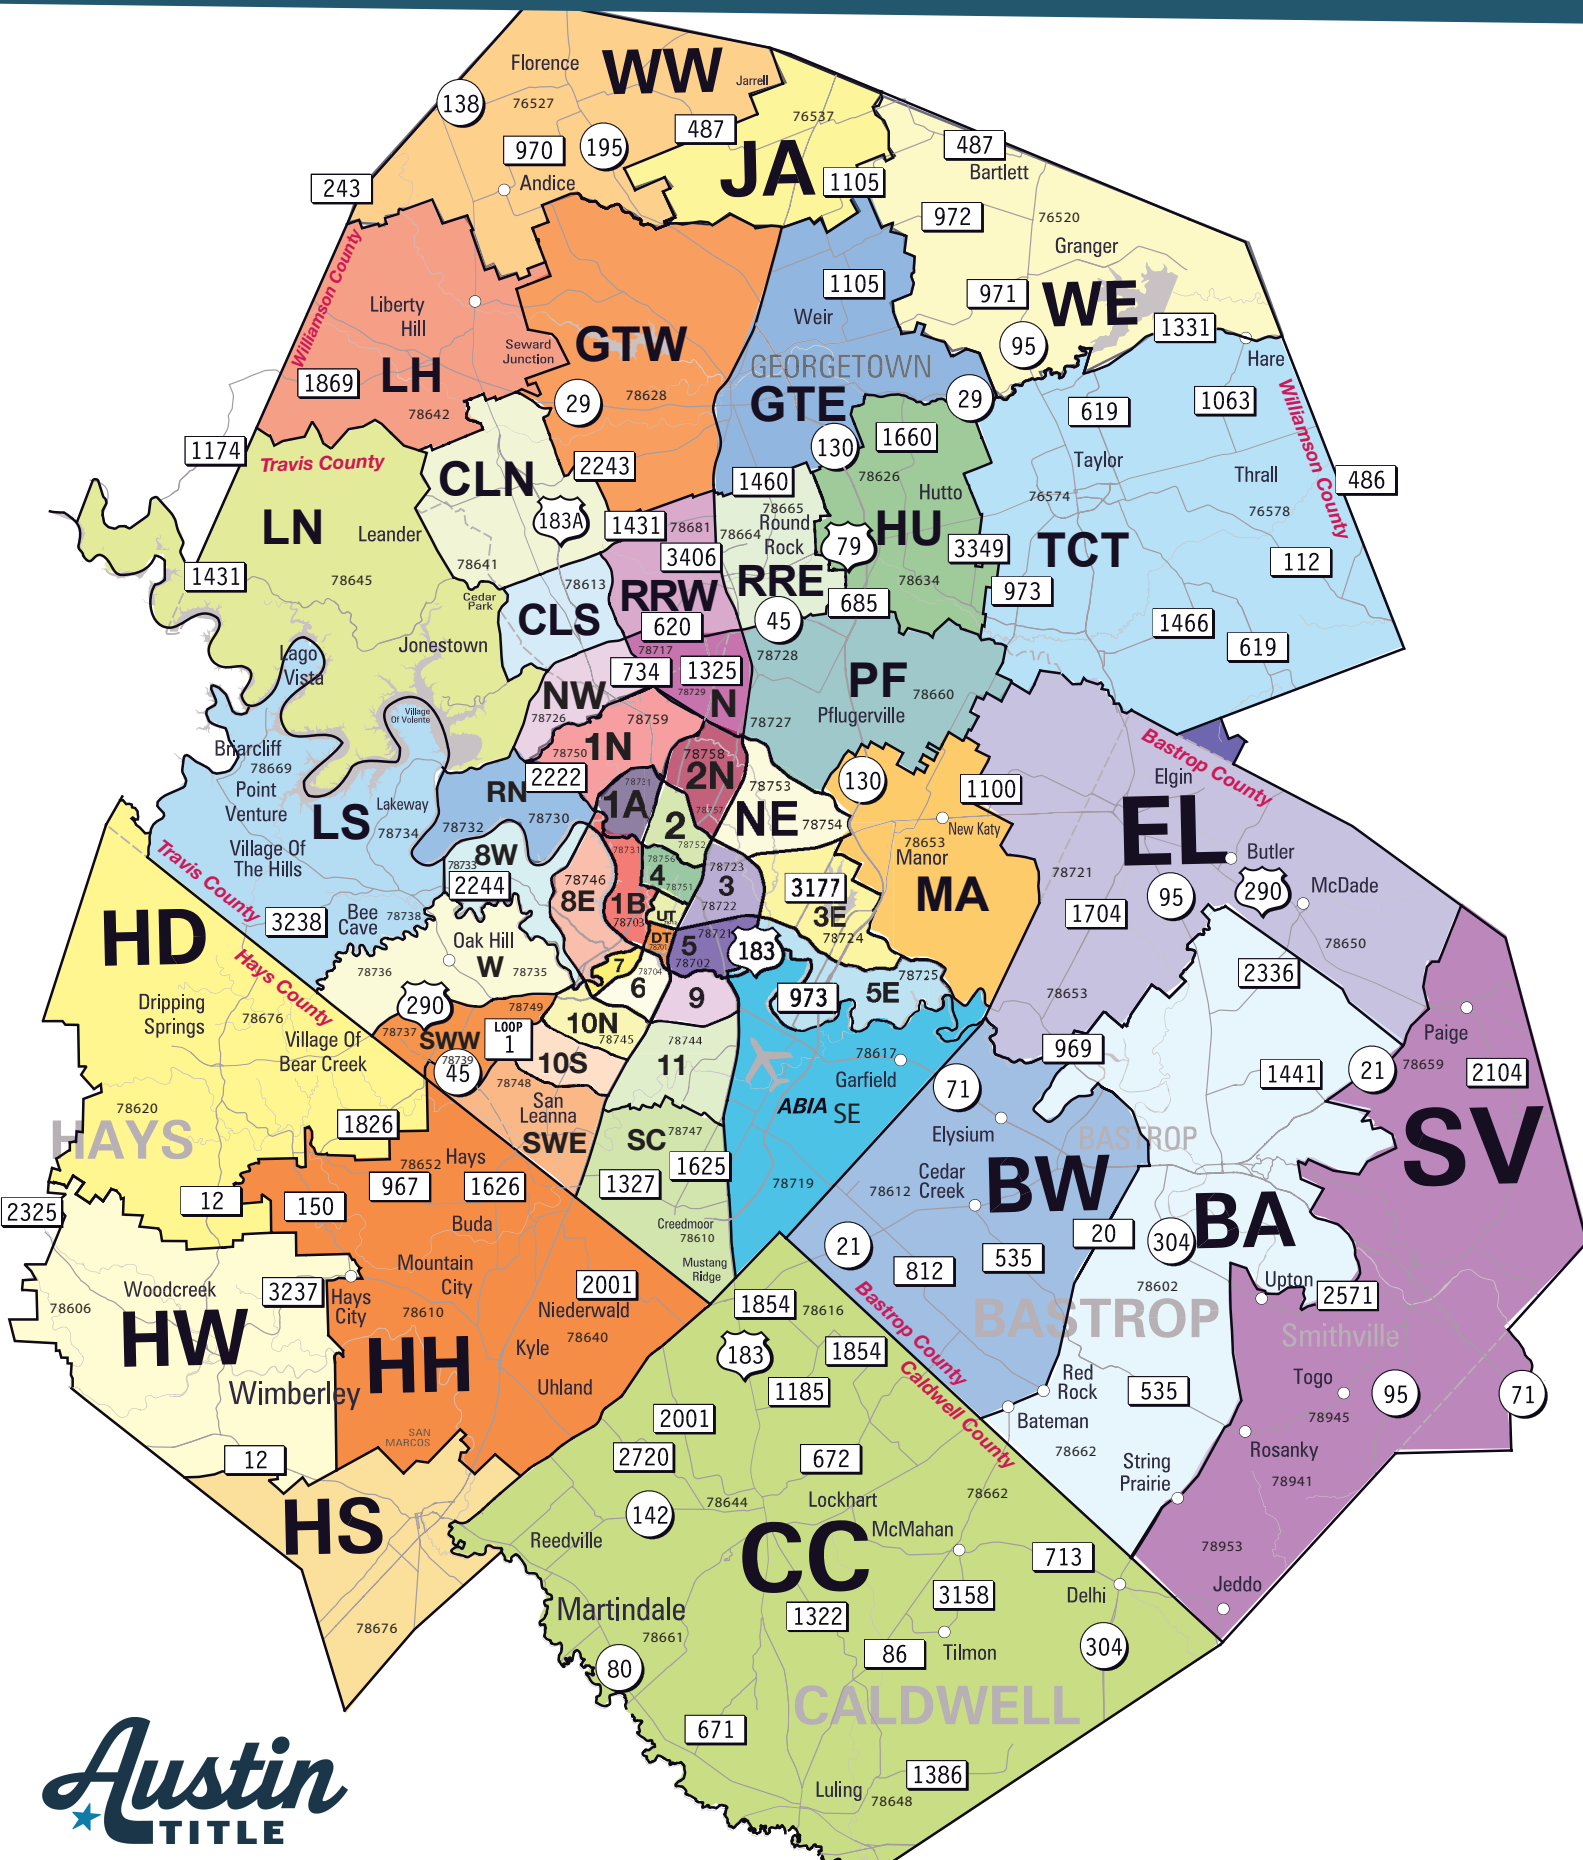 Florence
WW
Jarrell
138
76527
76537
487
970
195
487
JA
Bartlett
243
Andice
1105
972
76520
Granger
Williamson County
1105
971
WE
Liberty
Hill
Weir
1331
Seward
Junction
GTW
95
Hare
GEORGETOWN
1869
LH
78628
GTE
29
29
619
1063
Williamson County
78642
130
1660
1174
Travis County
CLN
2243
1460
78626
Taylor
Thrall
486
Hutto
76574
LN
183A
1431
78681
78665
Round
Rock
78664
HU
76578
Leander
79
3349
TCT
3406
112
78641
78613
78645
1431
RRW
RRE
78634
973
Cedar
Park
685
CLS
620
45
1466
619
Jonestown
Lago
Vista
78717
78728
734
1325
PF
78660
NW
78729
N
78726
78759
78727
Pflugerville
Village
Of Volente
Briarcliff
78669
78750
1N
78758
Bastrop County
Elgin
Point
Venture
2222
2N
78753
130
1100
RN
1A
78757
NE
78754
EL
Lakeway
LS
78734
78732
78730
2
New Katy
78653
Manor
78752
Village Of
The Hills
8W
78731
78756
Butler
78733
4
78723
78721
Travis County
2244
78746
78751
3
3177
MA
95
290
McDade
8E
1B
78722
3E
1704
3238
Bee
Cave
78738
78703
UT
HD
Oak Hill
DT
78701
5
78721
183
78724
78650
W
78735
78702
78736
7
78704
78725
2336
Hays County
6
9
973
5E
78653
Dripping
Springs
290
78749
Paige
78676
LOOP
1
10N
78737
Village Of
Bear Creek
SWW
78745
78744
969
78739
45
10S
11
78617
21
78659
2104
78748
Garfield
1441
71
78620
San
Leanna
ABIA
SE
HAYS
1826
SC
78747
Elysium
BASTROP
SV
SWE
78652
Hays
1625
Cedar
Creek
BW
967
1626
1327
78719
78612
2325
12
150
BA
Buda
Creedmoor
78610
20
304
21
Mountain
City
Mustang
Ridge
812
535
Woodcreek
3237
2001
78602
Upton
2571
78606
Hays
City
78610
Niederwald
1854
78616
Bastrop County
BASTROP
HW
78640
Smithville
HH
Kyle
183
1854
Caldwell County
Wimberley
Uhland
1185
Red
Rock
535
Togo
95
71
2001
Bateman
78945
SAN
MARCOS
78662
Rosanky
12
2720
672
String
Prairie
78941
HS
78644
Lockhart
78662
142
McMahan
Reedville
CC
78953
713
Jeddo
Delhi
3158
Martindale
1322
78676
78661
86
Tilmon
304
80
CALDWELL
671
1386
Luling
78648
Austin
TITLE